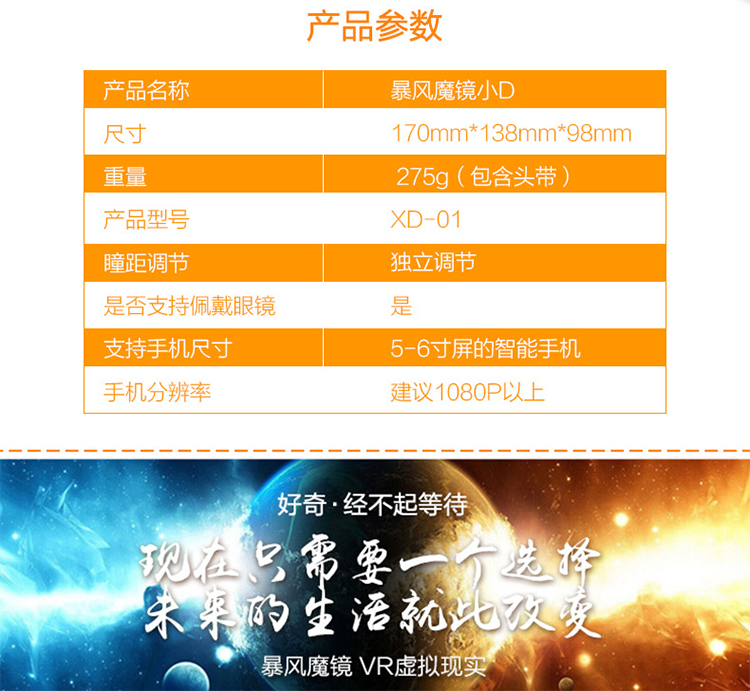 产品参数
产品名称 暴风魔镜小D
尺寸 170mm*138mm*98mm
重量 275g（包含头带）
产品型号 XD-01
瞳距调节 独立调节
是否支持佩戴眼镜 是
支持手机尺寸 5-6寸屏的智能手机
手机分辨率 建议1080P以上
好奇·经不起等待
现在只需要一个选择
未来的生活就此改变
暴风魔镜 VR虚拟现实